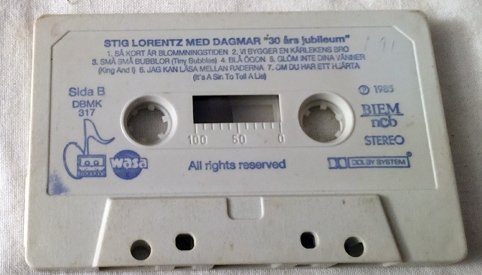 STIG LORENTZ MED DAGMAR "30 års jubileum"
1. SÅ KORT ÄR BLOMMNINGSTIDEN 2. VI BYGGER EN KÄRLEKENS BRO
3. SMÅ SMÅ BUBBLOR (Tiny Bubbles) 4. BLÅ ÖGON 5. GLÖM INTE DINA VÄNNER
(King And I) 6. JAG KAN LÄSA MELLAN RADERNA 7. OM DU HAR ETT HJÄRTA
(It's A Sin To Tell A Lie)
Sida B
DBMK
317
℗ 1985
BIEM
ncb
STEREO
100 50 0
wasa
All rights reserved
DOLBY SYSTEM